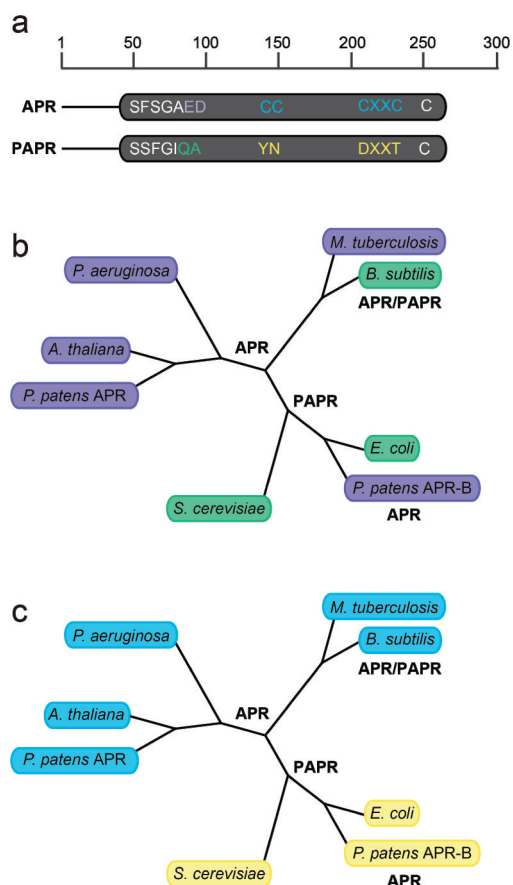 a
1 50 100 150 200 250 300
APR SFSGAED CC CXXC C
PAPR SSFGIQA YN DXXT C
b
M. tuberculosis
P. aeruginosa
B. subtilis
APR/PAPR
APR
A. thaliana
P. patens APR
PAPR
E. coli
P. patens APR-B
S. cerevisiae
APR
c
M. tuberculosis
P. aeruginosa
B. subtilis
APR/PAPR
A. thaliana
APR
P. patens APR
PAPR
E. coli
P. patens APR-B
S. cerevisiae
APR